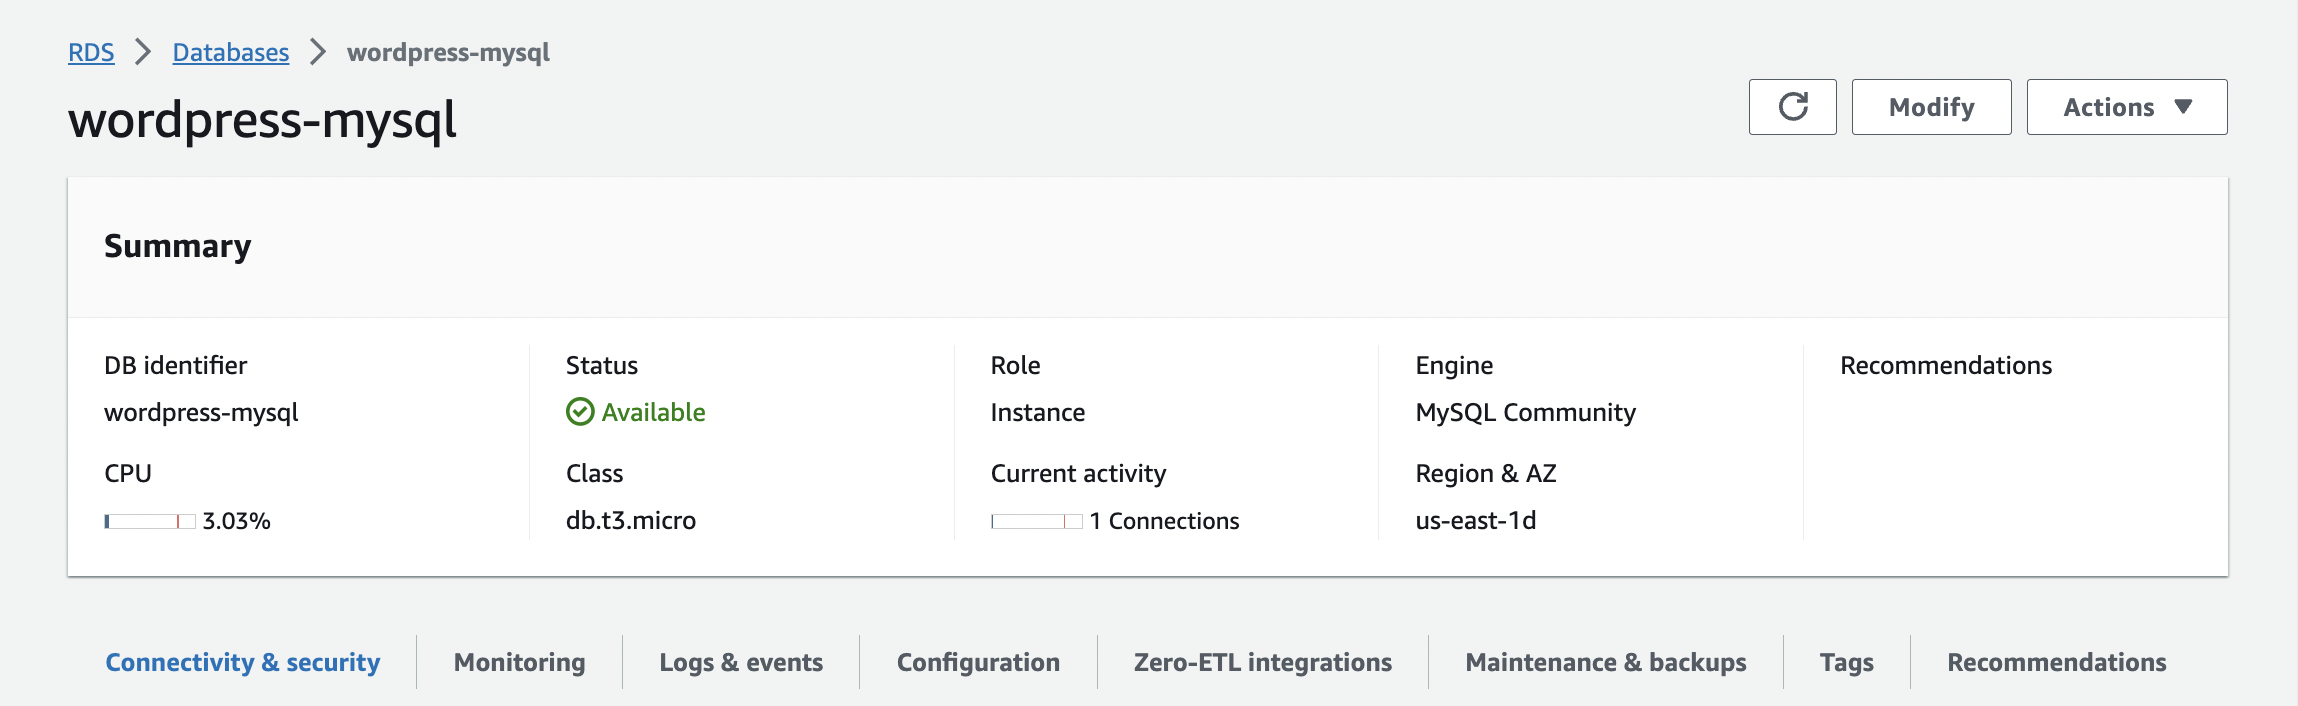 RDS > Databases > wordpress-mysql
wordpress-mysql
Modify
Actions ▼
Summary
DB identifier
wordpress-mysql
CPU
3.03%
Status
Available
Class
db.t3.micro
Role
Instance
Current activity
1 Connections
Engine
MySQL Community
Region & AZ
us-east-1d
Recommendations
Connectivity & security
Monitoring
Logs & events
Configuration
Zero-ETL integrations
Maintenance & backups
Tags
Recommendations